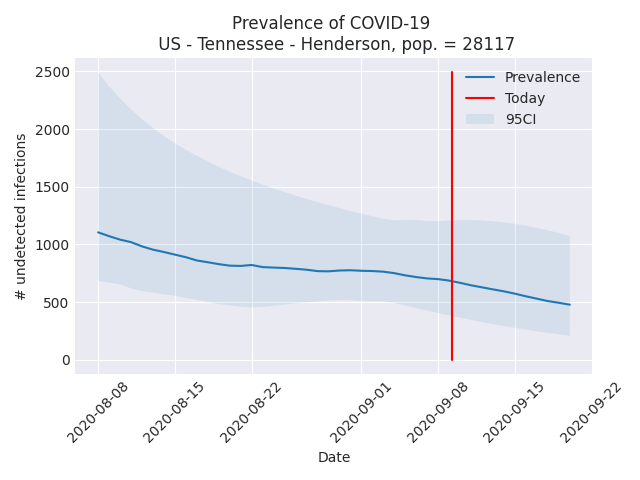 Prevalence of COVID-19
US - Tennessee - Henderson, pop. = 28117
2500
2000
1500
1000
500
0
# undetected infections
Prevalence
Today
95CI
2020-08-08
2020-08-15
2020-08-22
2020-09-01
2020-09-08
2020-09-15
2020-09-22
Date